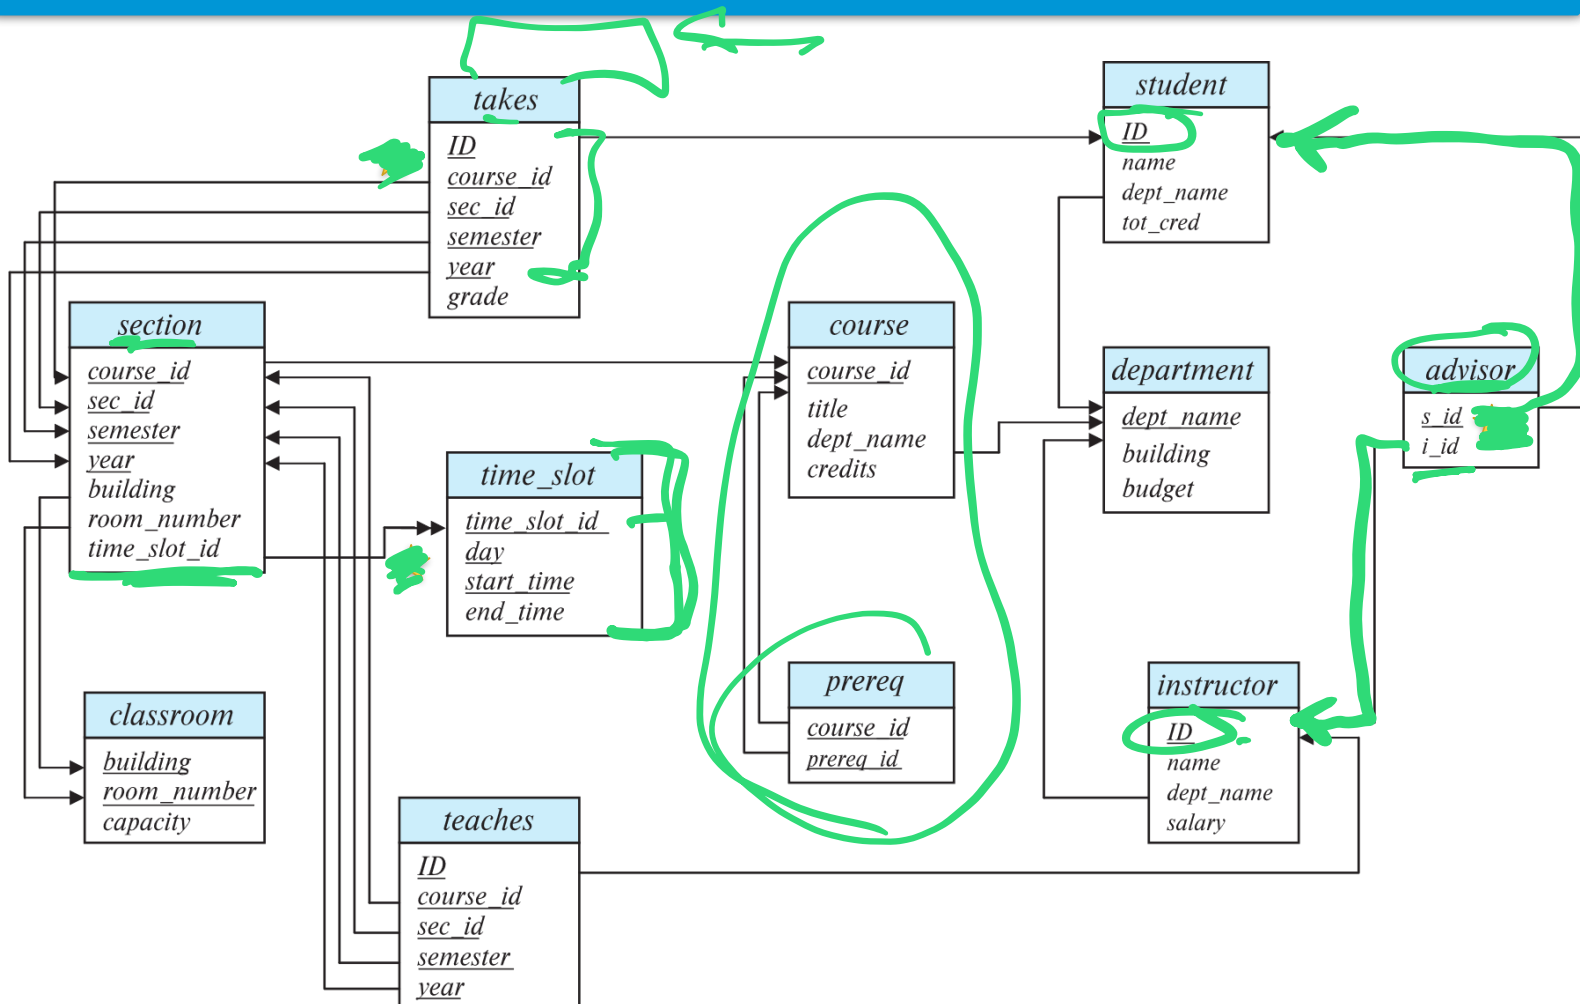 takes
ID
course_id
sec_id
semester
year
grade
student
ID
name
dept_name
tot_cred
section
course_id
sec_id
semester
year
building
room_number
time_slot_id
course
course_id
title
dept_name
credits
department
dept_name
building
budget
advisor
s_id
i_id
time_slot
time_slot_id
day
start_time
end_time
prereq
course_id
prereq_id
instructor
ID
name
dept_name
salary
classroom
building
room_number
capacity
teaches
ID
course_id
sec_id
semester
year